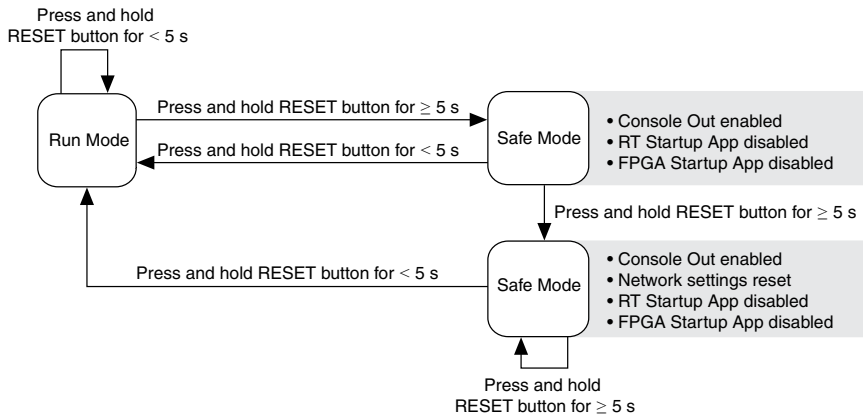 Press and hold
RESET button for < 5 s
Run Mode
Press and hold RESET button for ≥ 5 s
Press and hold RESET button for < 5 s
Safe Mode
• Console Out enabled
• RT Startup App disabled
• FPGA Startup App disabled
Press and hold RESET button for ≥ 5 s
Press and hold RESET button for < 5 s
Safe Mode
• Console Out enabled
• Network settings reset
• RT Startup App disabled
• FPGA Startup App disabled
Press and hold
RESET button for ≥ 5 s